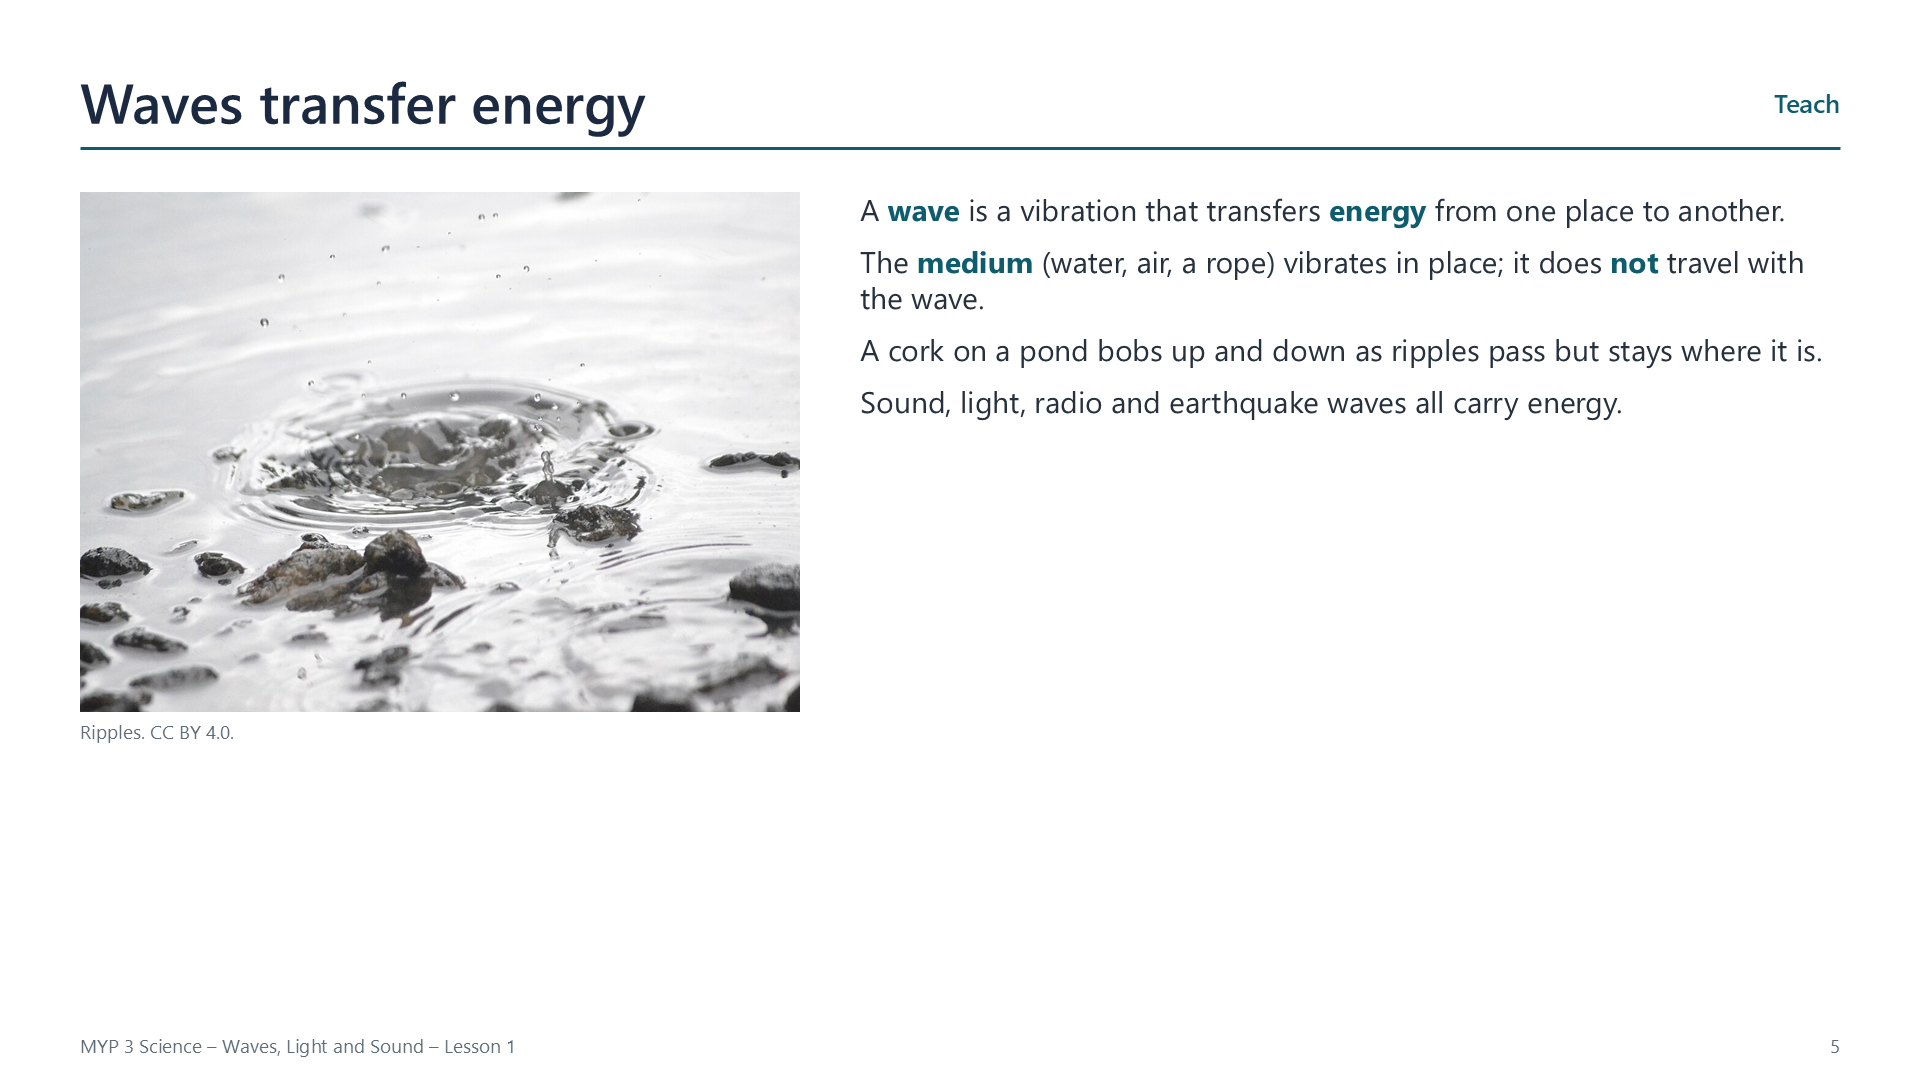 Waves transfer energy
Teach
A wave is a vibration that transfers energy from one place to another.
The medium (water, air, a rope) vibrates in place; it does not travel with
the wave.
A cork on a pond bobs up and down as ripples pass but stays where it is.
Sound, light, radio and earthquake waves all carry energy.
Ripples. CC BY 4.0.
MYP 3 Science – Waves, Light and Sound – Lesson 1
5